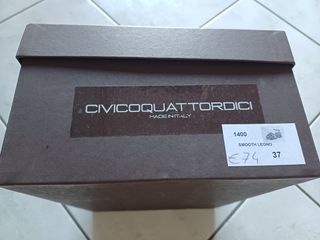 CIVICOQUATTORDICI
MADE IN ITALY
1400
SMOOTH LEGNO
€74
37